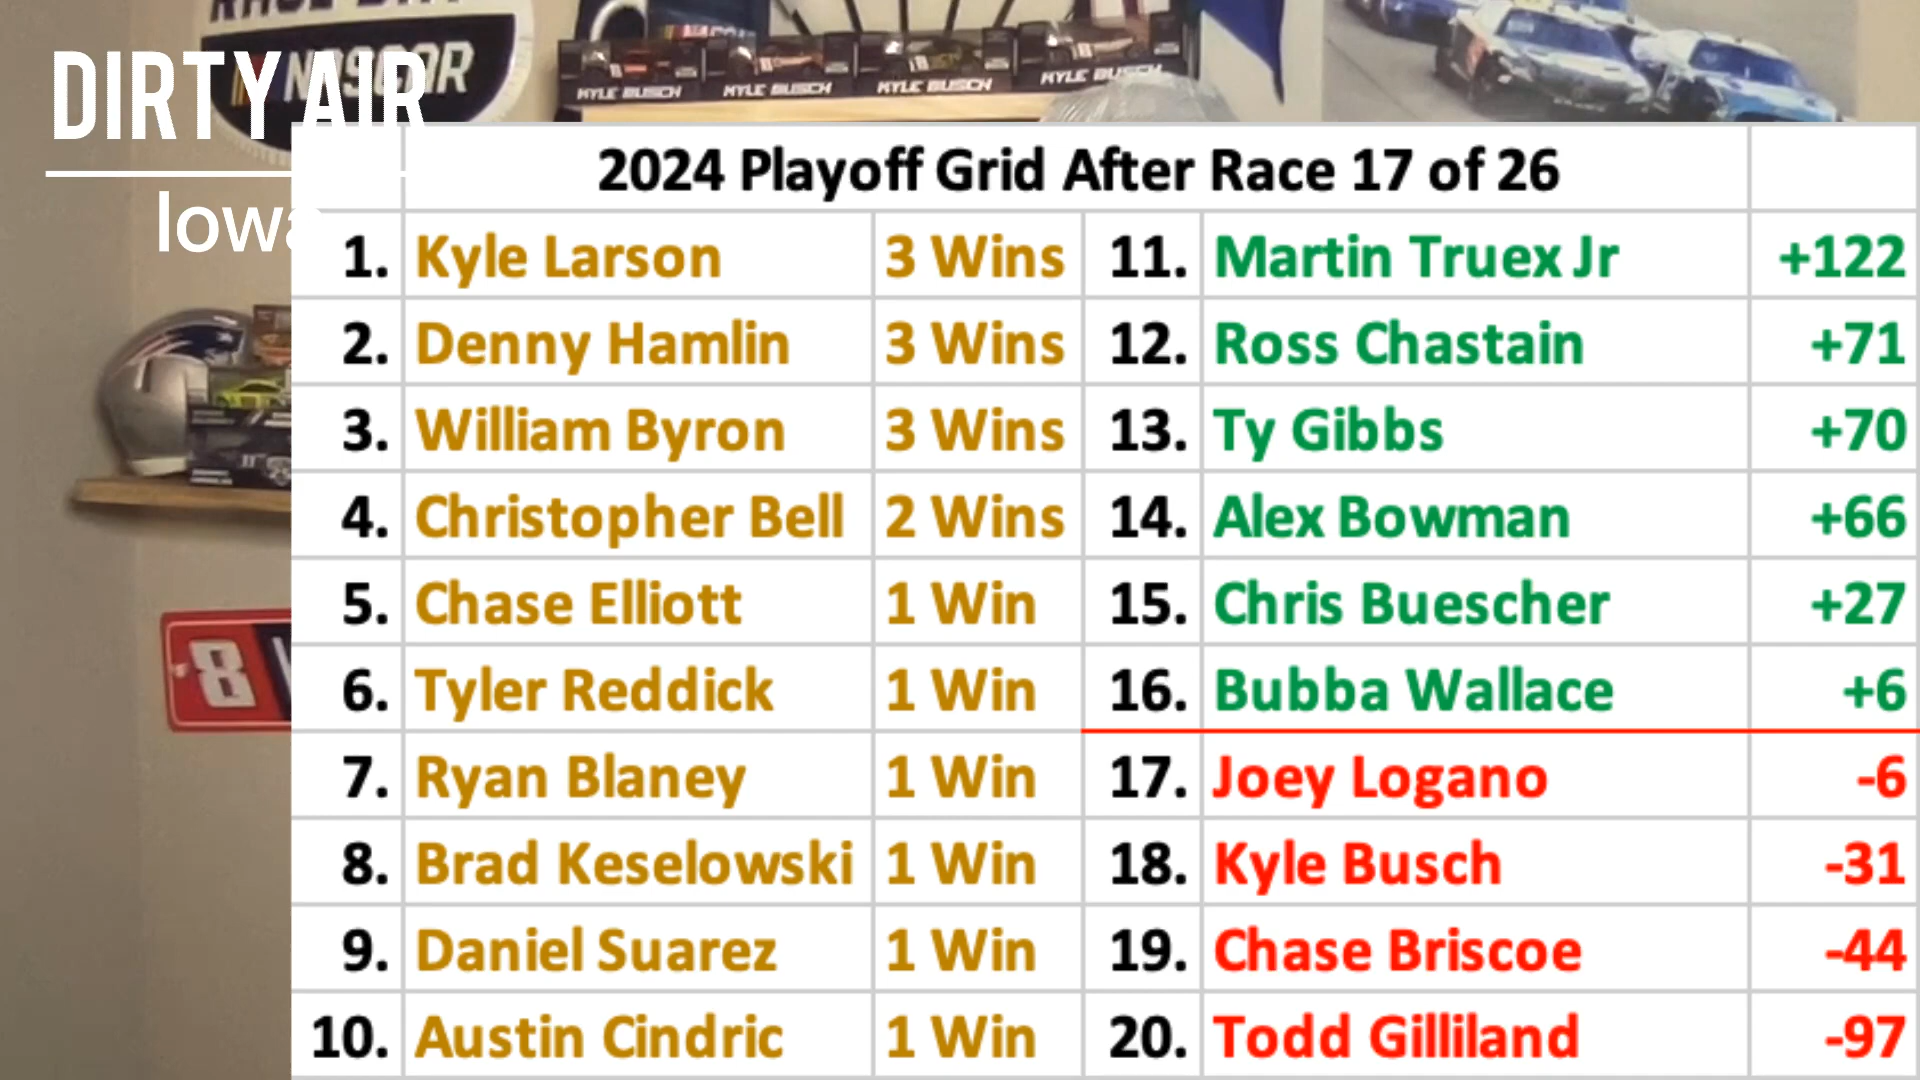 NASCAR
DIRTY AIR
Iowa
KYLE BUSCH
KYLE BUSCH
KYLE BUSCH
KYLE BUSCH
8
2024 Playoff Grid After Race 17 of 26
1. Kyle Larson 3 Wins 11. Martin Truex Jr +122
2. Denny Hamlin 3 Wins 12. Ross Chastain +71
3. William Byron 3 Wins 13. Ty Gibbs +70
4. Christopher Bell 2 Wins 14. Alex Bowman +66
5. Chase Elliott 1 Win 15. Chris Buescher +27
6. Tyler Reddick 1 Win 16. Bubba Wallace +6
7. Ryan Blaney 1 Win 17. Joey Logano -6
8. Brad Keselowski 1 Win 18. Kyle Busch -31
9. Daniel Suarez 1 Win 19. Chase Briscoe -44
10. Austin Cindric 1 Win 20. Todd Gilliland -97